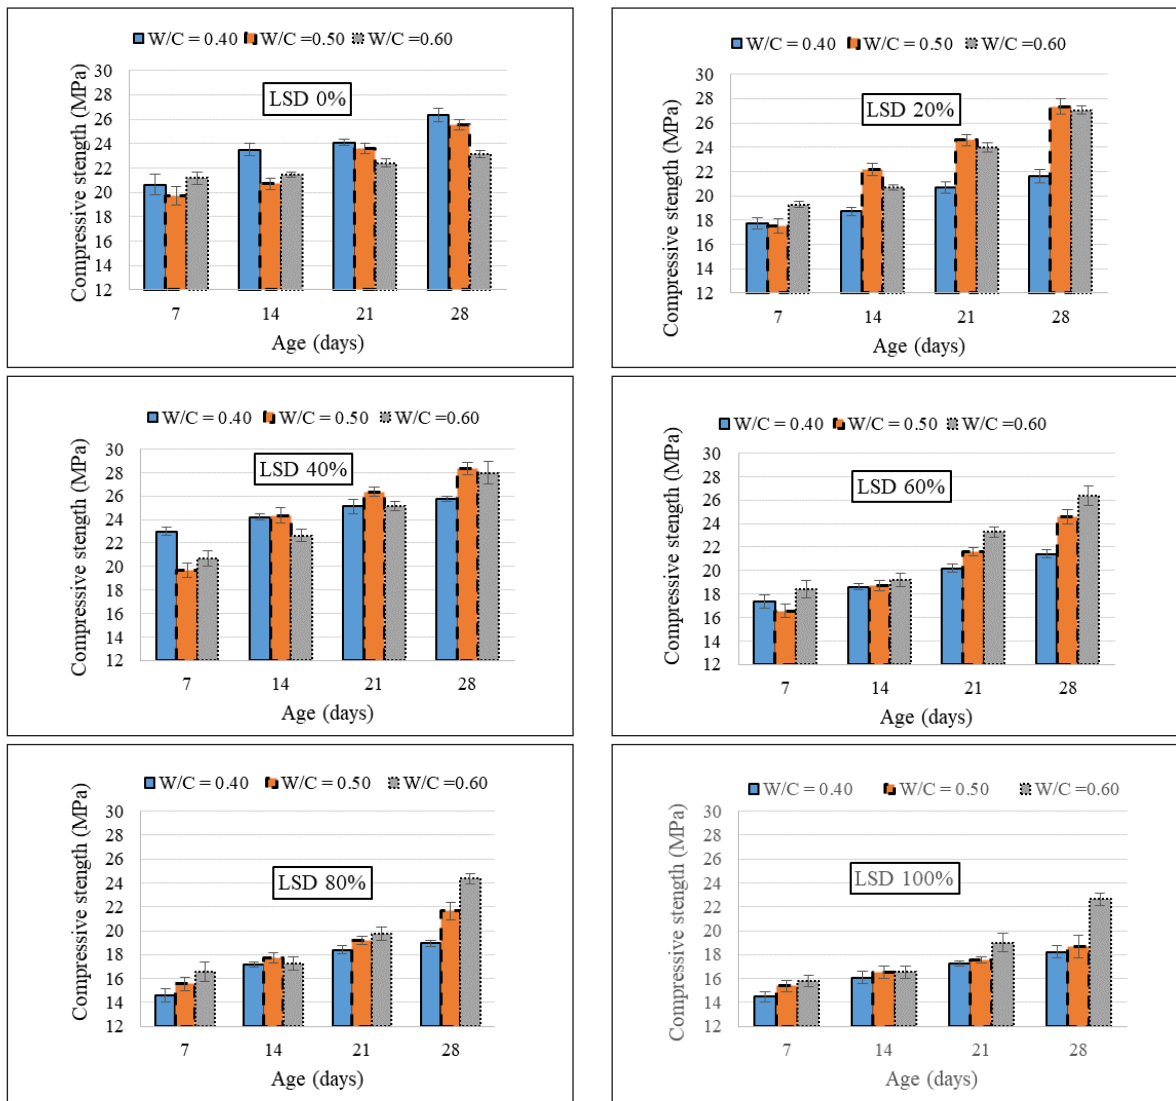 W/C = 0.40 W/C = 0.50 W/C =0.60
LSD 0%
Compressive stength (MPa)
30
28
26
24
22
20
18
16
14
12
7 14 21 28
Age (days)
W/C = 0.40 W/C = 0.50 W/C =0.60
LSD 20%
Compressive stength (MPa)
30
28
26
24
22
20
18
16
14
12
7 14 21 28
Age (days)
W/C = 0.40 W/C = 0.50 W/C =0.60
LSD 40%
Compressive stength (MPa)
30
28
26
24
22
20
18
16
14
12
7 14 21 28
Age (days)
W/C = 0.40 W/C = 0.50 W/C =0.60
LSD 60%
Compressive stength (MPa)
30
28
26
24
22
20
18
16
14
12
7 14 21 28
Age (days)
W/C = 0.40 W/C = 0.50 W/C =0.60
LSD 80%
Compressive stength (MPa)
30
28
26
24
22
20
18
16
14
12
7 14 21 28
Age (days)
W/C = 0.40 W/C = 0.50 W/C =0.60
LSD 100%
Compressive stength (MPa)
30
28
26
24
22
20
18
16
14
12
7 14 21 28
Age (days)